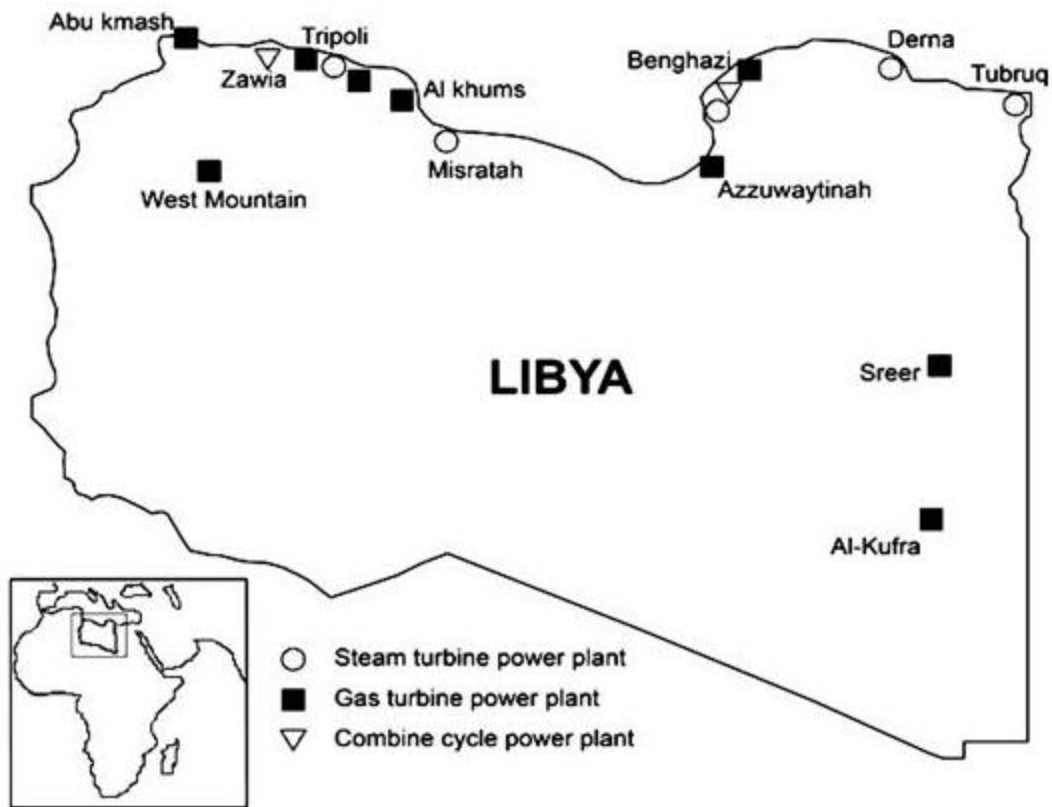 Abu kmash
Tripoli
Zawia
Al khums
Misratah
West Mountain
Benghazi
Derna
Tubruq
Azzuwaytinah
LIBYA
Sreer
Al-Kufra
Steam turbine power plant
Gas turbine power plant
Combine cycle power plant